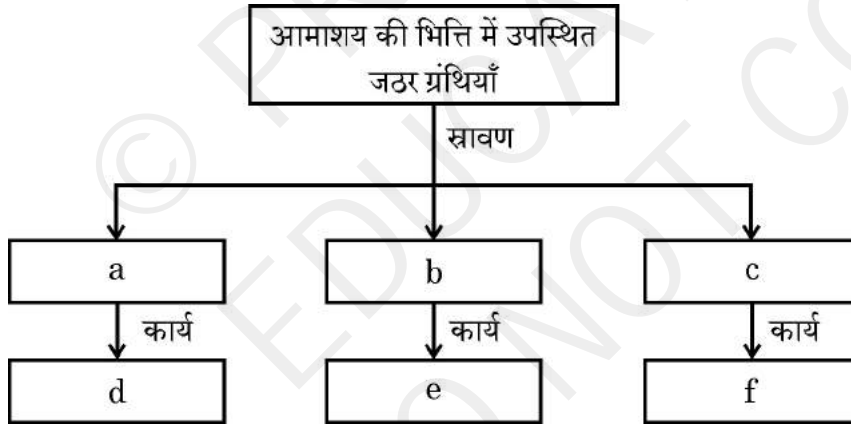 आमाशय की भित्ति में उपस्थित
जठर ग्रंथियाँ
स्रावण
a
b
c
कार्य
कार्य
कार्य
d
e
f